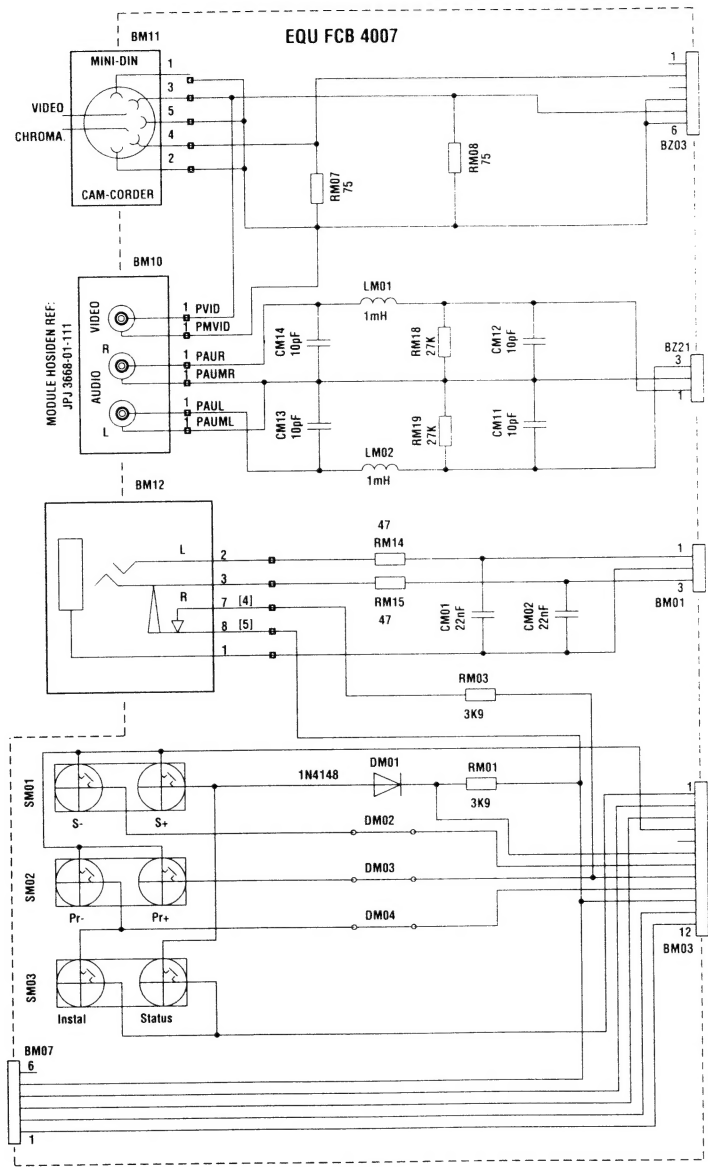 EQU FCB 4007
BM11
MINI-DIN
1
3
5
4
2
VIDEO
CHROMA.
CAM-CORDER
RM07
75
RM08
75
1
6
BZ03
BM10
MODULE HOSIDEN REF:
JPJ 3668-01-111
VIDEO
R
AUDIO
L
1 PVID
1 PMVID
1 PAUR
1 PAUMR
1 PAUL
1 PAUML
LM01
1mH
CM14
10pF
RM18
27K
CM12
10pF
CM13
10pF
RM19
27K
CM11
10pF
LM02
1mH
BZ21
3
1
BM12
L
R
2
3
7 [4]
8 [5]
1
47
RM14
RM15
47
CM01
22nF
CM02
22nF
1
3
BM01
RM03
3K9
SM01
S-
S+
1N4148
DM01
RM01
3K9
DM02
SM02
Pr-
Pr+
DM03
DM04
SM03
Instal
Status
1
12
BM03
BM07
6
1